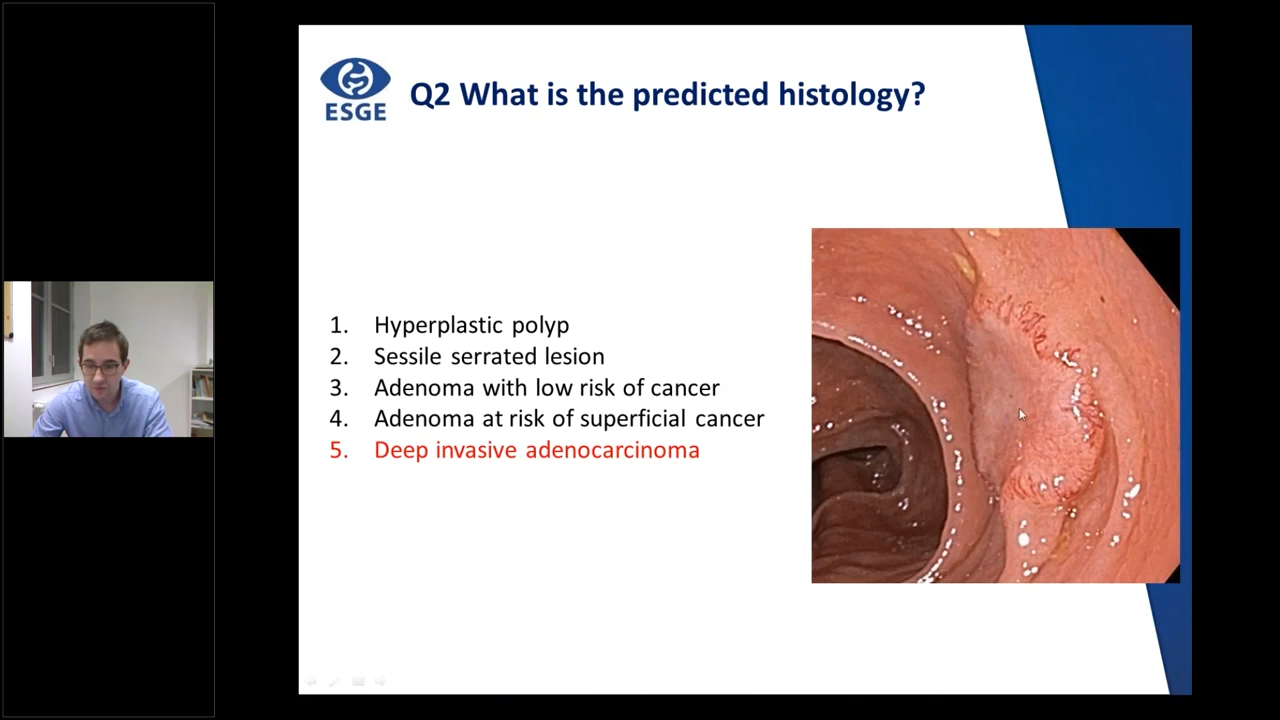 ESGE
Q2 What is the predicted histology?
1. Hyperplastic polyp
2. Sessile serrated lesion
3. Adenoma with low risk of cancer
4. Adenoma at risk of superficial cancer
5. Deep invasive adenocarcinoma